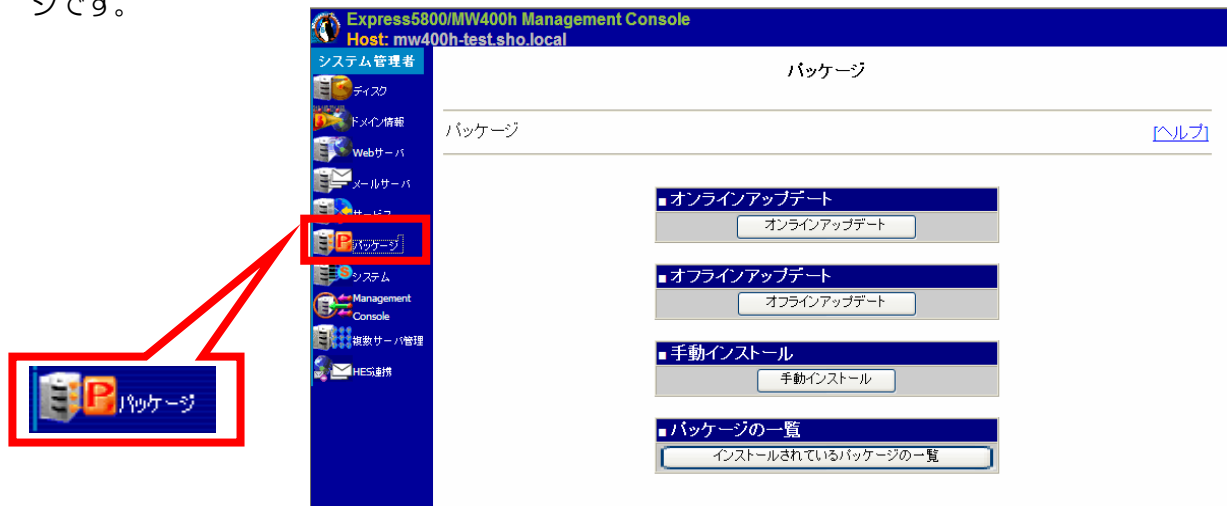 ジです。
Express5800/MW400h Management Console
Host: mw400h-test.sho.local
システム管理者
ディスク
ドメイン情報
Webサーバ
メールサーバ
サービス
パッケージ
システム
Management
Console
複数サーバ管理
HES連携
パッケージ
パッケージ
[ヘルプ]
■オンラインアップデート
オンラインアップデート
■オフラインアップデート
オフラインアップデート
■手動インストール
手動インストール
■パッケージの一覧
インストールされているパッケージの一覧
パッケージ